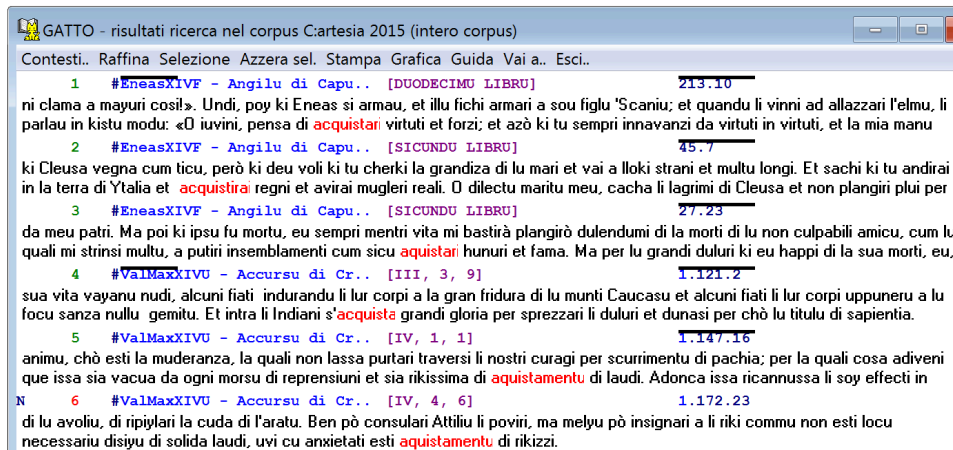 GATTO - risultati ricerca nel corpus C:artesia 2015 (intero corpus)
Contesti.. Raffina Selezione Azzera sel. Stampa Grafica Guida Vai a.. Esci..
1 #EneasXIVF - Angilu di Capu.. [DUODECIMU LIBRU] 213.10
ni clama a mayuri cosi!». Undi, poy ki Eneas si armau, et illu fichi armari a sou figlu 'Scaniu; et quandu li vinni ad allazzari l'elmu, li
parlau in kistu modu: «O iuvini, pensa di acquistari virtuti et forzi; et azò ki tu sempri innavanzi da virtuti in virtuti, et la mia manu
2 #EneasXIVF - Angilu di Capu.. [SICUNDU LIBRU] 45.7
ki Cleusa vegna cum ticu, però ki deu voli ki tu cherki la grandiza di lu mari et vai a lloki strani et multu longi. Et sachi ki tu andirai
in la terra di Ytalia et acquistirai regni et avirai mugleri reali. O dilectu maritu meu, cacha li lagrimi di Cleusa et non plangiri plui per
3 #EneasXIVF - Angilu di Capu.. [SICUNDU LIBRU] 27.23
da meu patri. Ma poi ki ipsu fu mortu, eu sempri mentri vita mi bastirà plangirò dulendumi di la morti di lu non culpabili amicu, cum lu
quali mi strinsi multu, a putiri insemblamenti cum sicu aquistari hunuri et fama. Ma per lu grandi duluri ki eu happi di la sua morti, eu,
4 #ValMaxXIVU - Accursu di Cr.. [III, 3, 9] 1.121.2
sua vita vayanu nudi, alcuni fiati indurandu li lur corpi a la gran fridura di lu munti Caucasu et alcuni fiati li lur corpi uppuneru a lu
focu sanza nullu gemitu. Et intra li Indiani s'acquista grandi gloria per sprezzari li duluri et dunasi per chò lu titulu di sapientia.
5 #ValMaxXIVU - Accursu di Cr.. [IV, 1, 1] 1.147.16
animu, chò esti la muderanza, la quali non lassa purtari traversi li nostri curagi per scurrimentu di pachia; per la quali cosa adiveni
que issa sia vacua da ogni morsu di reprensiuni et sia rikissima di aquistamentu di laudi. Adonca issa ricannussa li soy effecti in
N 6 #ValMaxXIVU - Accursu di Cr.. [IV, 4, 6] 1.172.23
di lu avoliu, di ripiylari la cuda di l'aratu. Ben pò consulari Attiliu li poviri, ma melyu pò insignari a li riki commu non esti locu
necessariu disiyu di solida laudi, uvi cu anxietati esti aquistamentu di rikizzi.